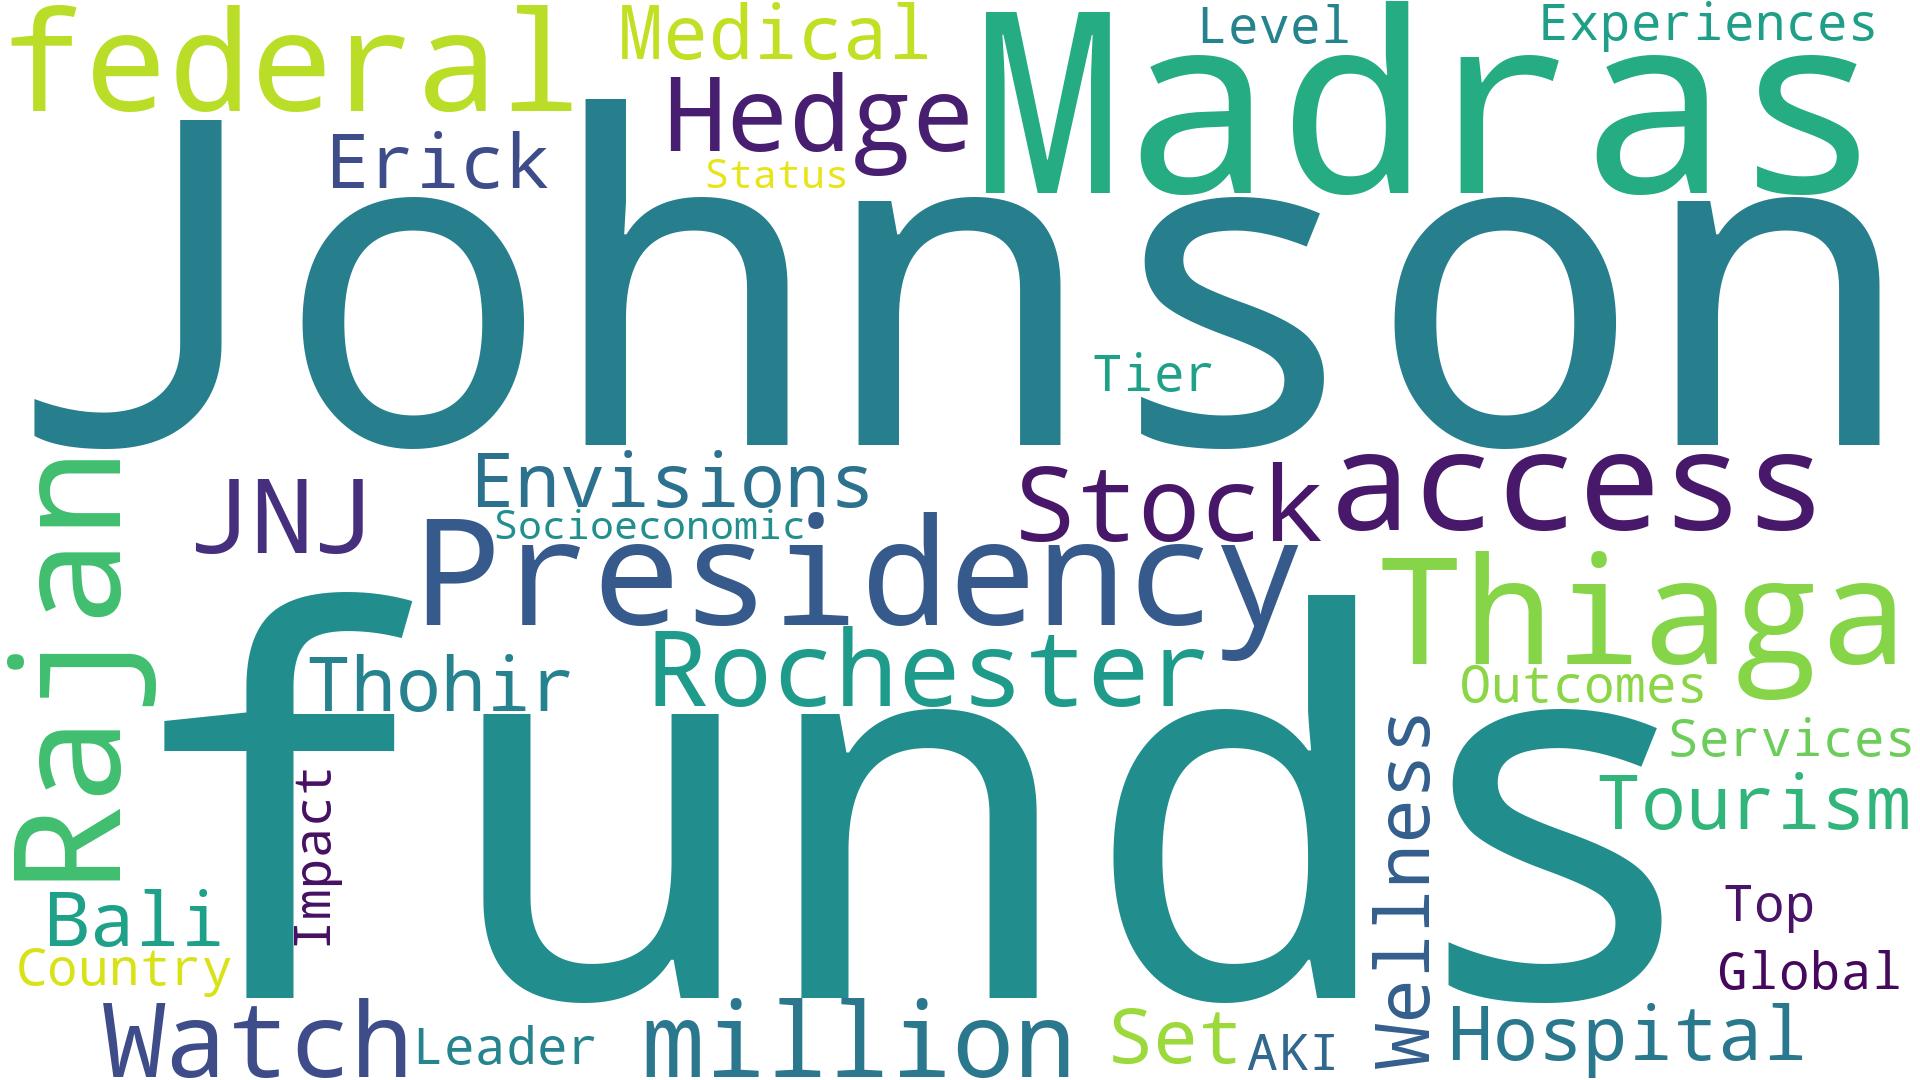 federal
Medical
Madras
Level
Experiences
Hedge
Erick
Status
Johnson
Tier
Rajjan
JNJ
Envisions
Socioeconomic
Stock
access
Presidency
Thiaga
Thohir
Rochester
Outcomes
funds
Services
Tourism
Impact
Wellness
Bali
Country
Top
Global
Watch
Leader
million
Set
AKI
Hospital